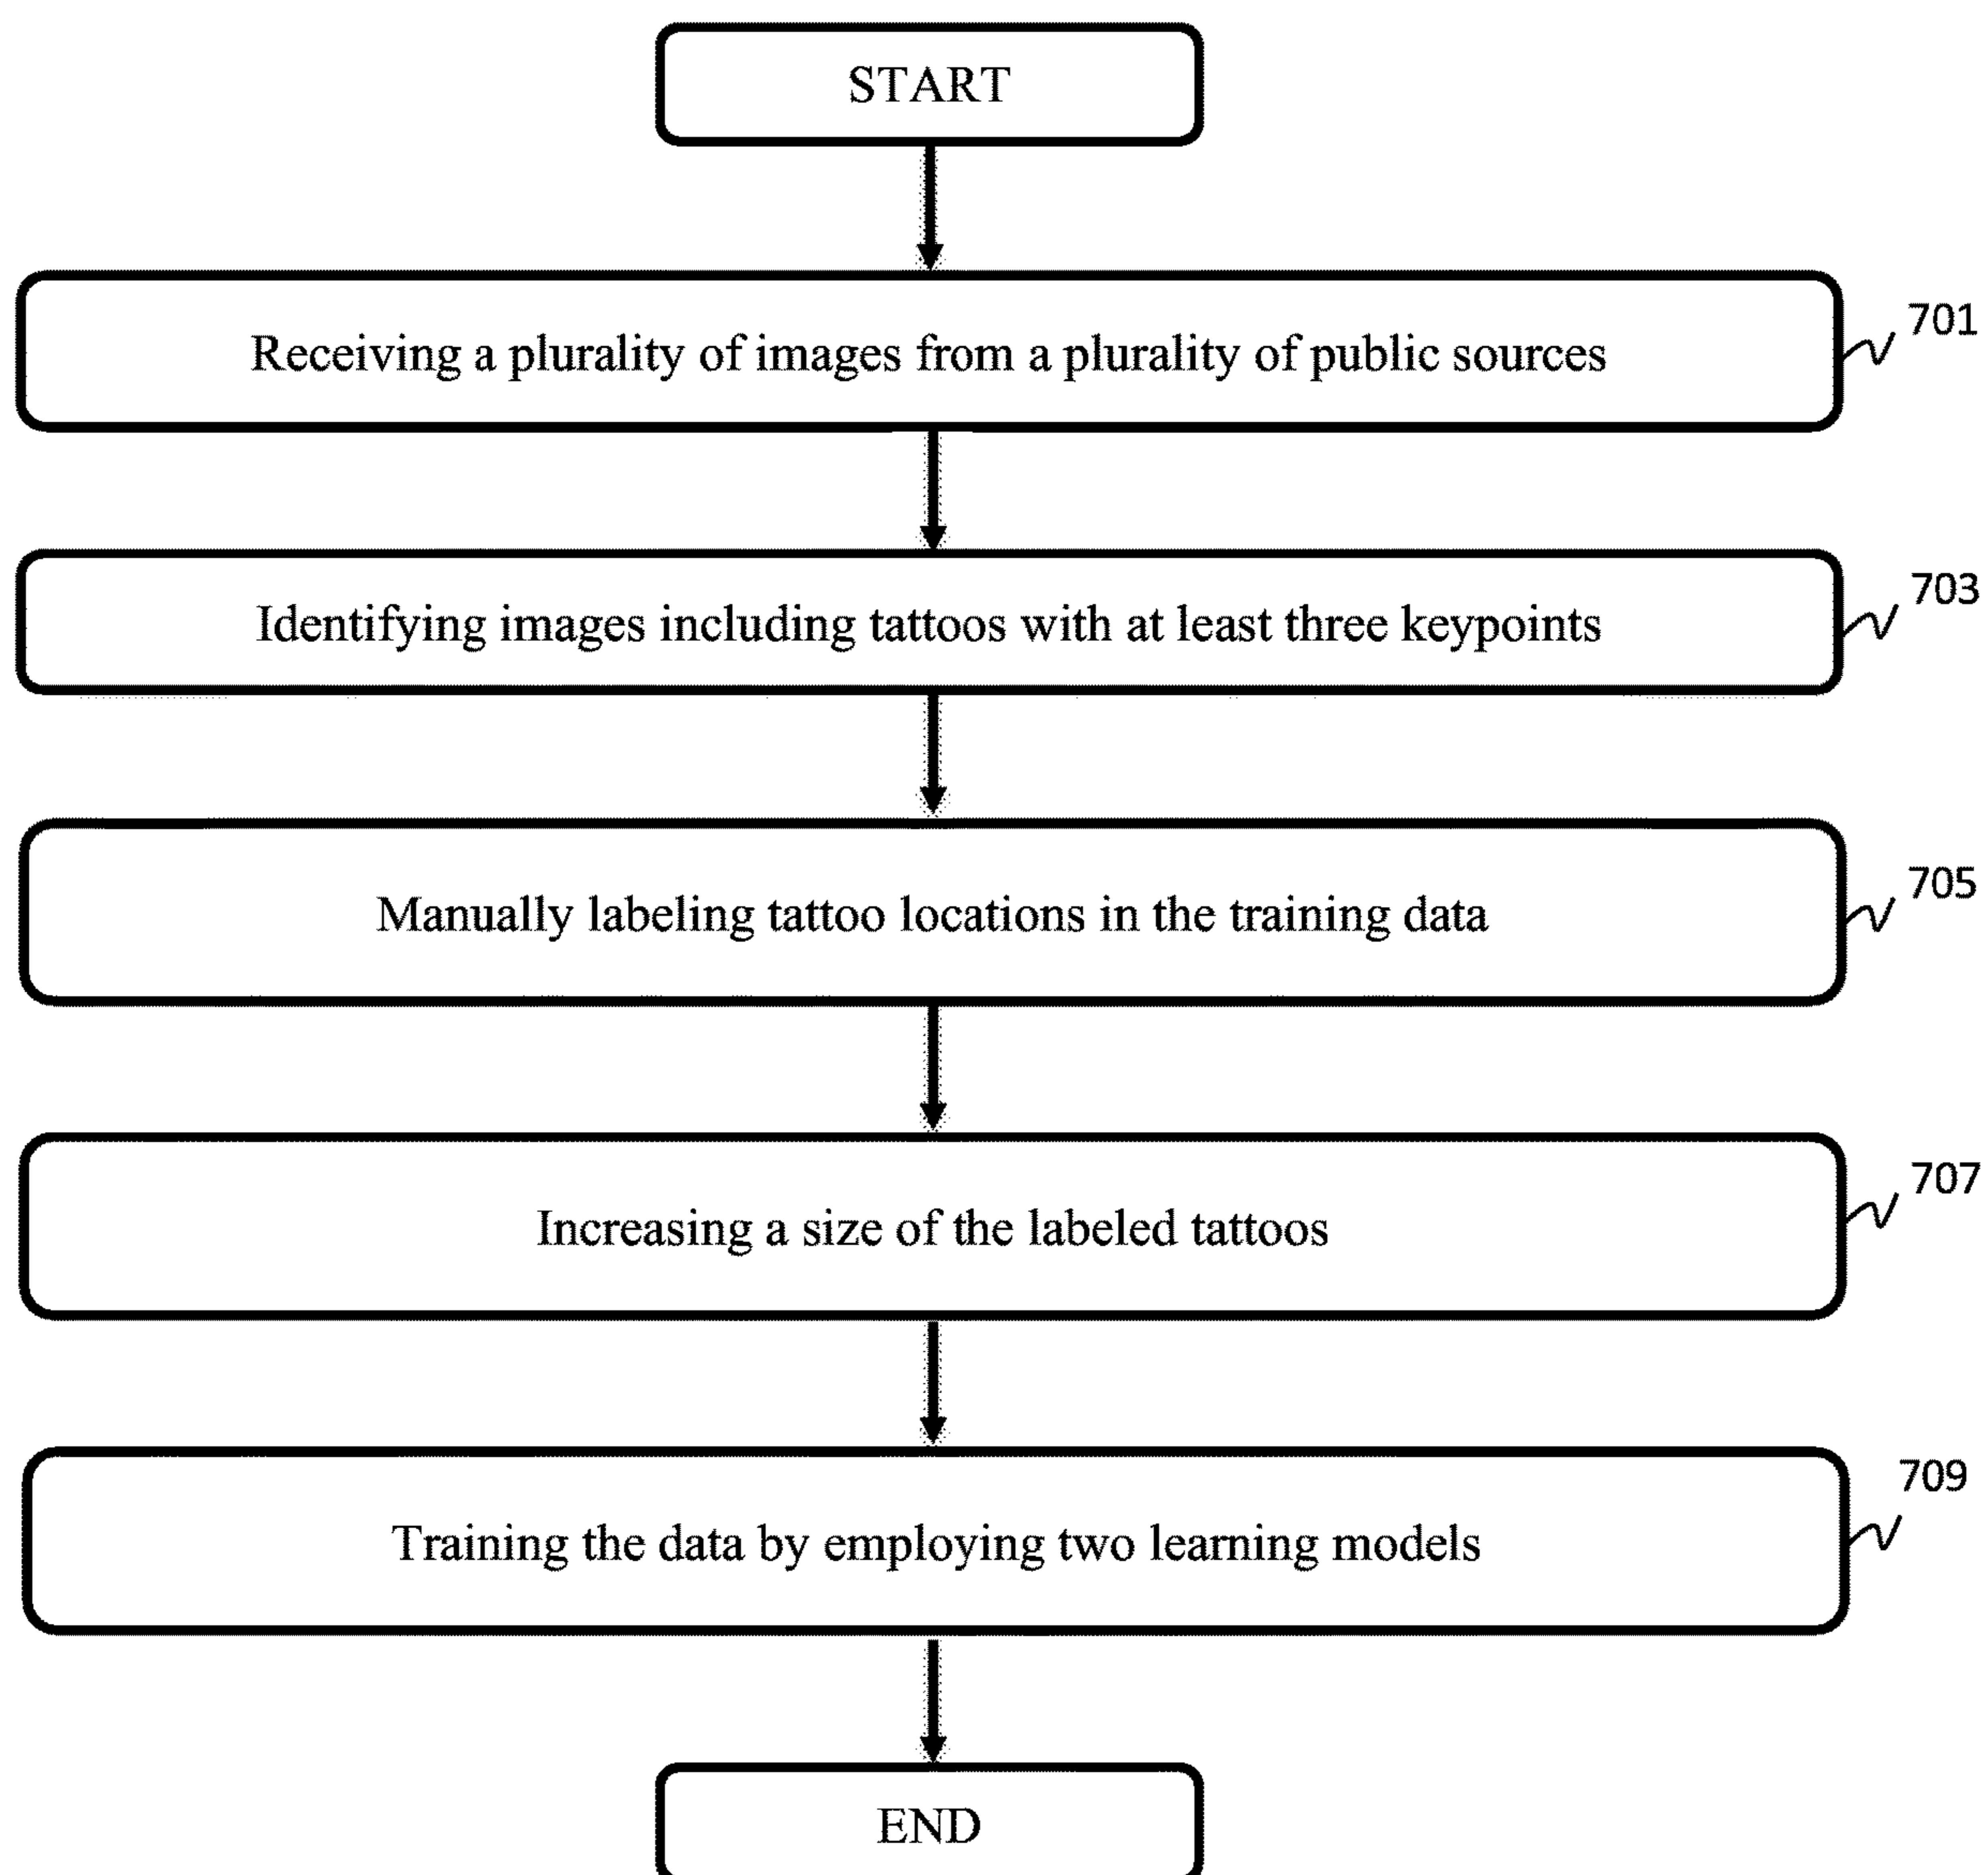 START
Receiving a plurality of images from a plurality of public sources
701
Identifying images including tattoos with at least three keypoints
703
Manually labeling tattoo locations in the training data
705
Increasing a size of the labeled tattoos
707
Training the data by employing two learning models
709
END